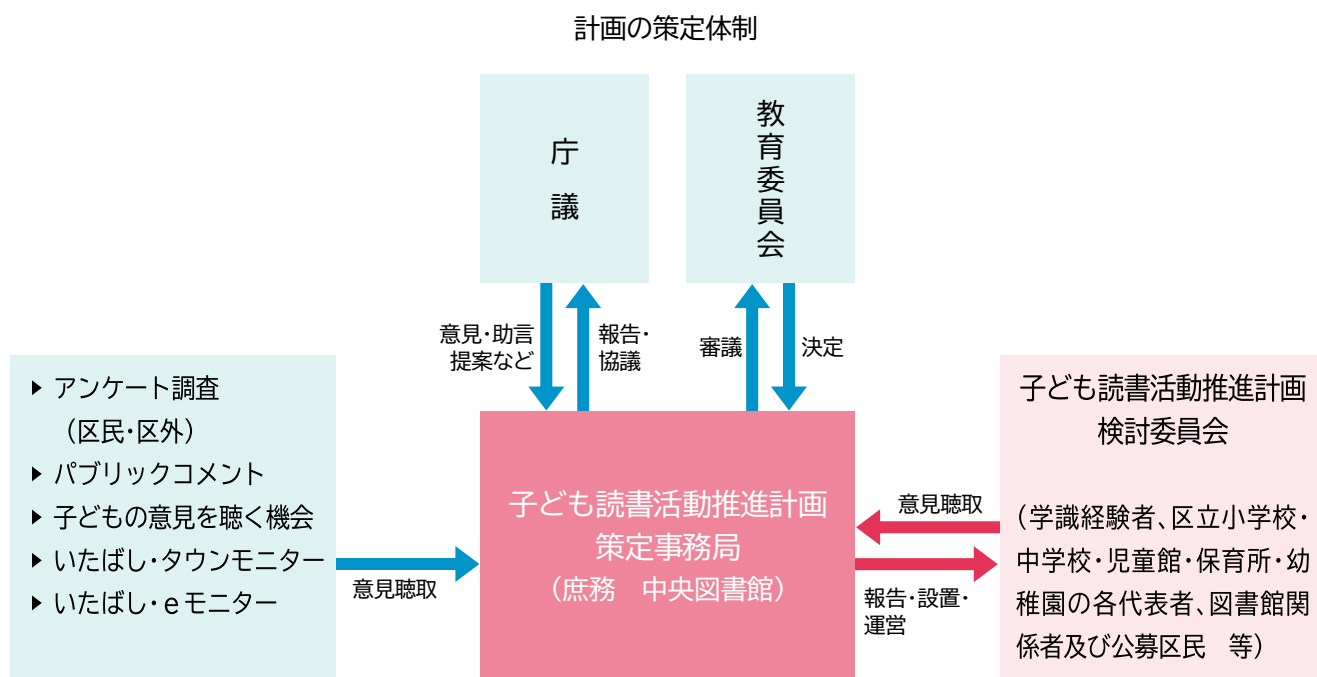 計画の策定体制
庁議
教育委員会
意見・助言
提案など
報告・
協議
審議
決定
▶ アンケート調査
（区民・区外）
▶ パブリックコメント
▶ 子どもの意見を聴く機会
▶ いたばし・タウンモニター
▶ いたばし・eモニター
意見聴取
子ども読書活動推進計画
策定事務局
（庶務　中央図書館）
意見聴取
報告・設置・
運営
子ども読書活動推進計画
検討委員会
（学識経験者、区立小学校・
中学校・児童館・保育所・幼
稚園の各代表者、図書館関
係者及び公募区民　等）